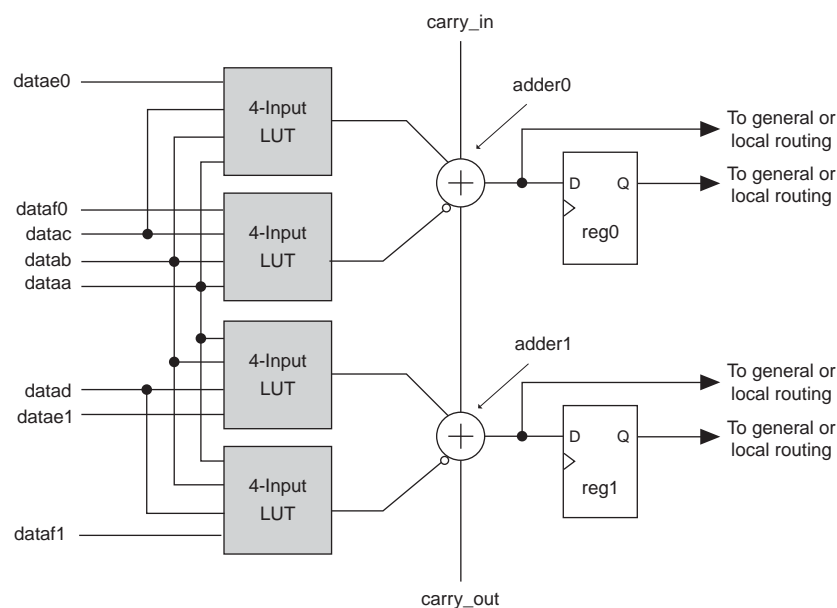 carry_in
datae0
4-Input
LUT
adder0
To general or
local routing
D Q
reg0
To general or
local routing
dataf0
datac
datab
dataa
4-Input
LUT
4-Input
LUT
adder1
To general or
local routing
datad
datae1
D Q
reg1
To general or
local routing
4-Input
LUT
dataf1
carry_out